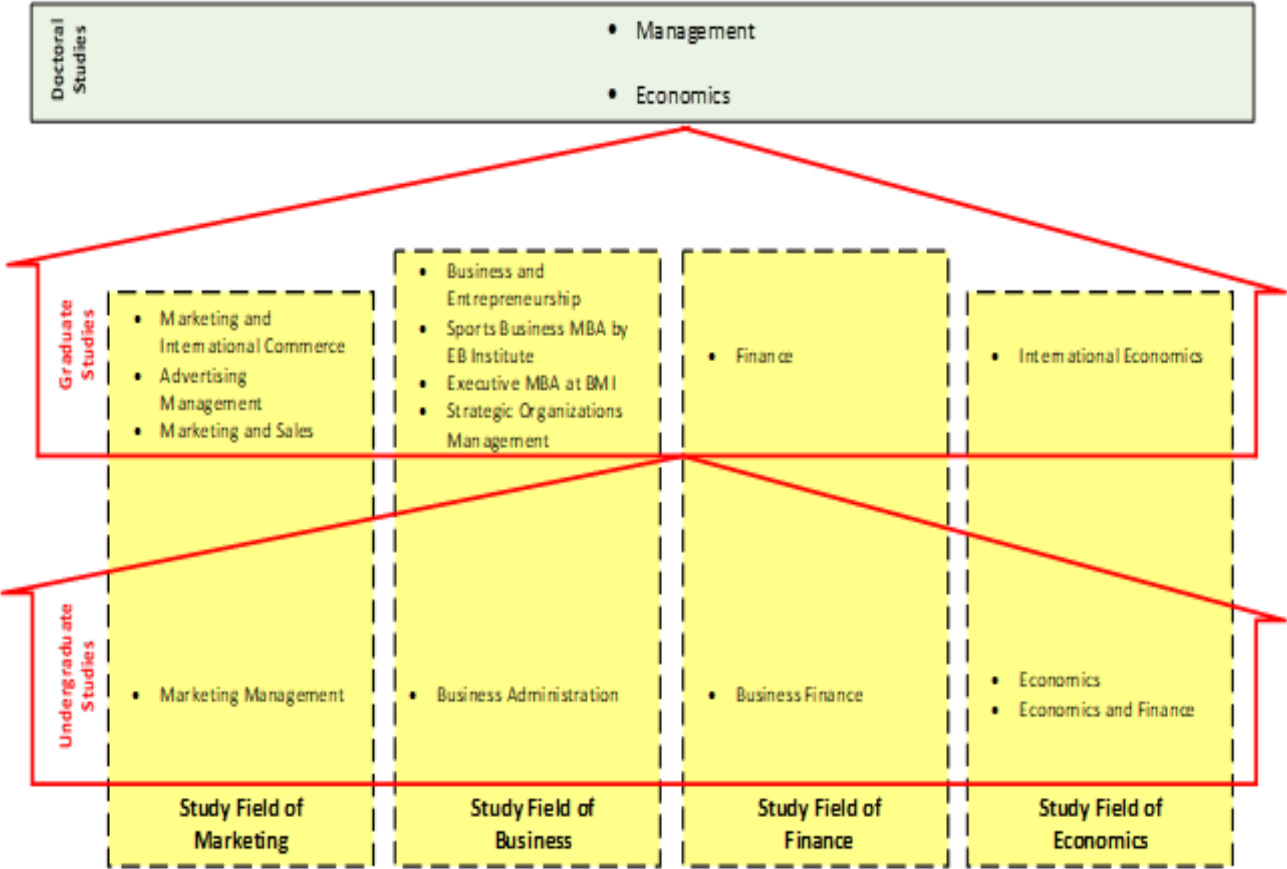 Doctoral
Studies
• Management
• Economics
Graduate
Studies
• Marketing and
International Commerce
• Advertising
Management
• Marketing and Sales
• Business and
Entrepreneurship
• Sports Business MBA by
EB Institute
• Executive MBA at BMI
• Strategic Organizations
Management
• Finance
• International Economics
Undergraduate
Studies
• Marketing Management
• Business Administration
• Business Finance
• Economics
• Economics and Finance
Study Field of
Marketing
Study Field of
Business
Study Field of
Finance
Study Field of
Economics